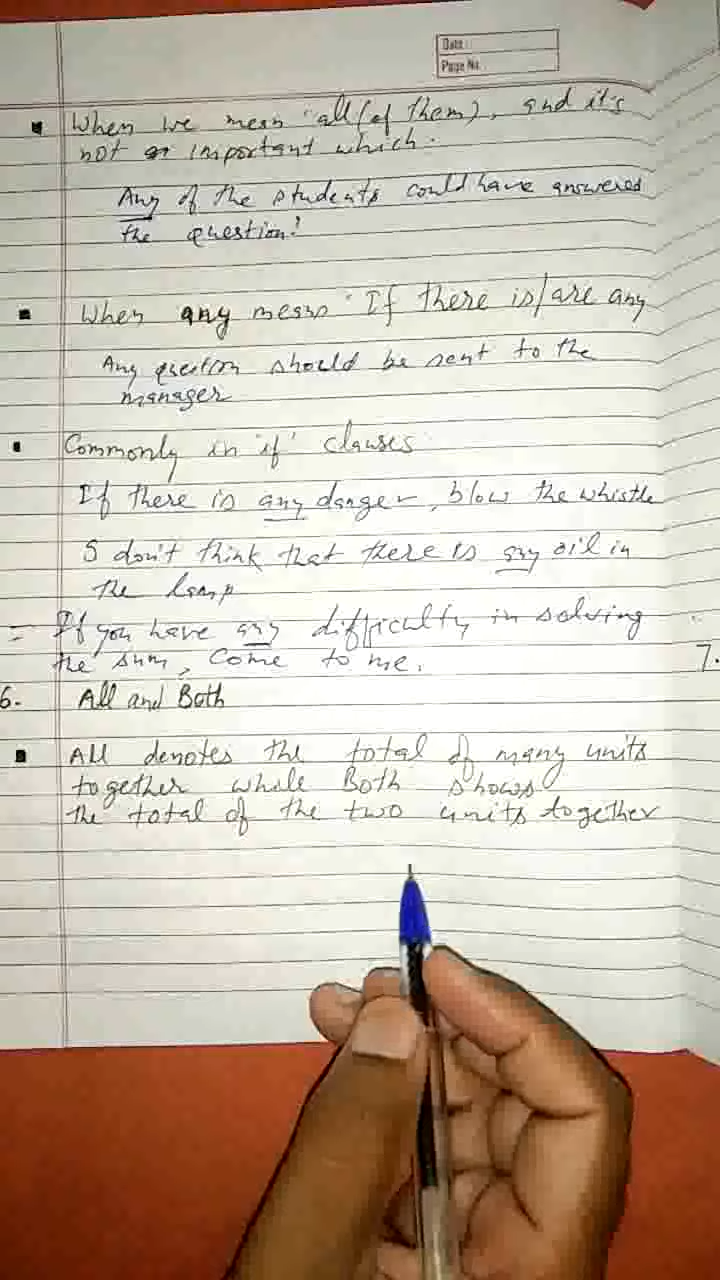 Date
Page No
When we mean 'all (of them), and it's
not important which.
Any of the students could have answered
the question!
When any means 'If there is/are any
Any question should be sent to the
manager
Commonly in 'if' clauses
If there is any danger, blow the whistle
I don't think that there is any oil in
the lamp
= If you have any difficulty in solving
the sum, Come to me.
7.
6. All and Both
All denotes the total of many units
together while Both shows
the total of the two units together